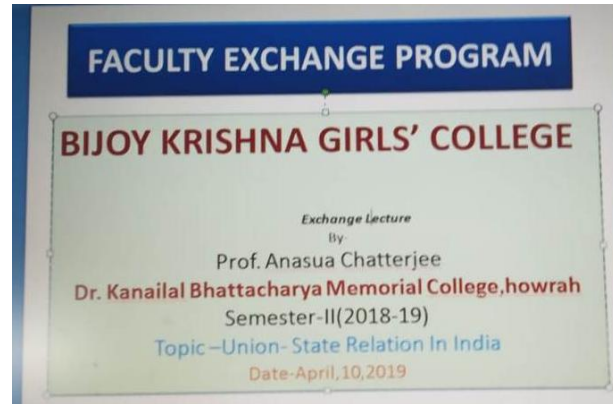 FACULTY EXCHANGE PROGRAM
BIJOY KRISHNA GIRLS’ COLLEGE
Exchange Lecture
By-
Prof. Anasua Chatterjee
Dr. Kanailal Bhattacharya Memorial College,howrah
Semester-II(2018-19)
Topic –Union- State Relation In India
Date-April,10,2019